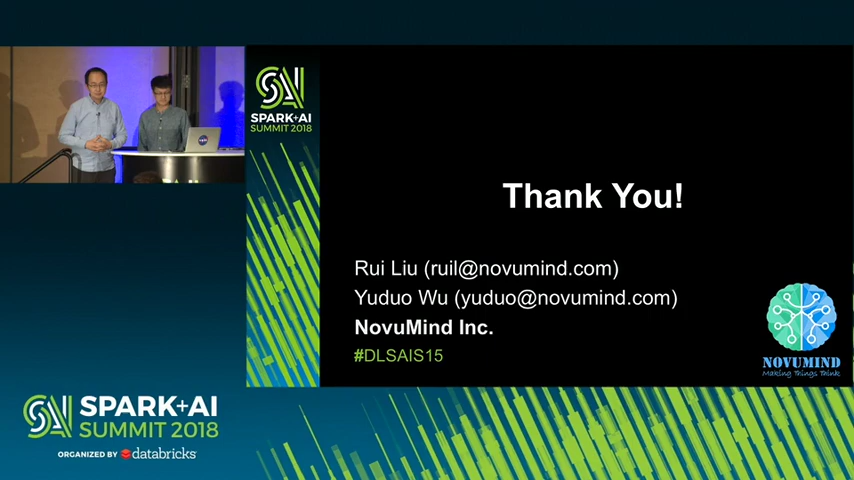 SPARK+AI
SUMMIT 2018
Thank You!
Rui Liu (ruil@novumind.com)
Yuduo Wu (yuduo@novumind.com)
NovuMind Inc.
#DLSAIS15
NOVUMIND
Making Things Think
SPARK+AI
SUMMIT 2018
ORGANIZED BY databricks